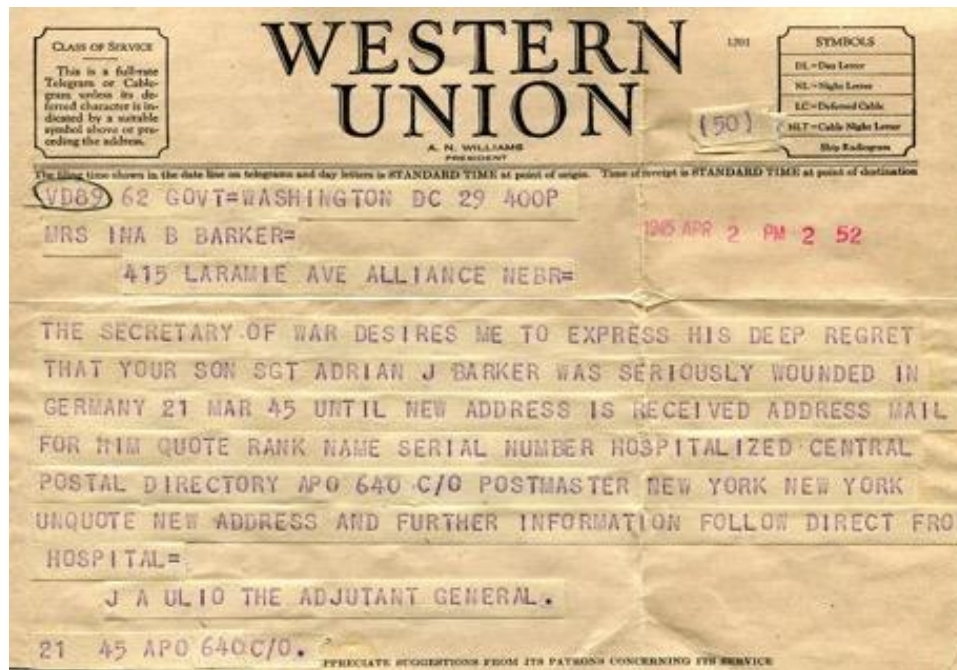 CLASS OF SERVICE
This is a full-rate
Telegram or Cable-
gram unless its de-
ferred character is in-
dicated by a suitable
symbol above or pre-
ceding the address.
WESTERN
UNION
A. N. WILLIAMS
PRESIDENT
1201
(50)
SYMBOLS
DL=Day Letter
NL=Night Letter
LC=Deferred Cable
NLT=Cable Night Letter
Ship Radiogram
The filing time shown in the date line on telegrams and day letters is STANDARD TIME at point of origin. Time of receipt is STANDARD TIME at point of destination
VD89 62 GOVT=WASHINGTON DC 29 400P
MRS INA B BARKER=
1945 APR 2 PM 2 52
415 LARAMIE AVE ALLIANCE NEBR=
THE SECRETARY OF WAR DESIRES ME TO EXPRESS HIS DEEP REGRET
THAT YOUR SON SGT ADRIAN J BARKER WAS SERIOUSLY WOUNDED IN
GERMANY 21 MAR 45 UNTIL NEW ADDRESS IS RECEIVED ADDRESS MAIL
FOR HIM QUOTE RANK NAME SERIAL NUMBER HOSPITALIZED CENTRAL
POSTAL DIRECTORY APO 640 C/O POSTMASTER NEW YORK NEW YORK
UNQUOTE NEW ADDRESS AND FURTHER INFORMATION FOLLOW DIRECT FRO
HOSPITAL=
J A ULIO THE ADJUTANT GENERAL.
21 45 APO 640 C/O.
PPRECIATE SUGGESTIONS FROM ITS PATRONS CONCERNING ITS SERVICE